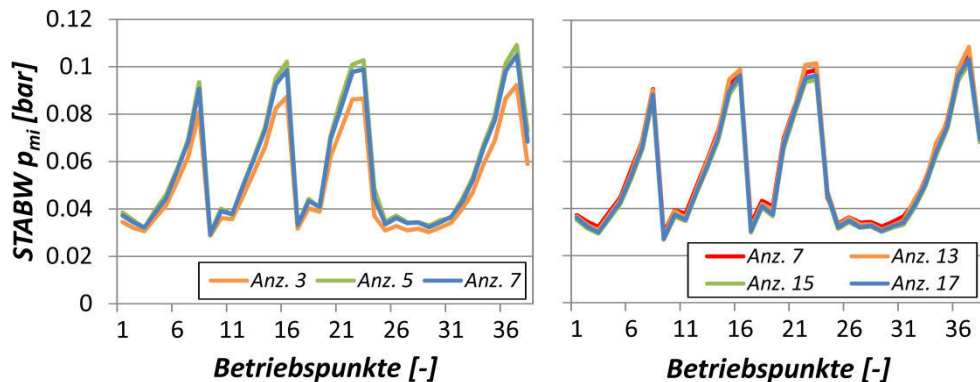 STABW pmi [bar]
0.12
0.1
0.08
0.06
0.04
0.02
0
Anz. 3 Anz. 5 Anz. 7
1 6 11 16 21 26 31 36
Betriebspunkte [-]
Anz. 7 Anz. 13
Anz. 15 Anz. 17
1 6 11 16 21 26 31 36
Betriebspunkte [-]